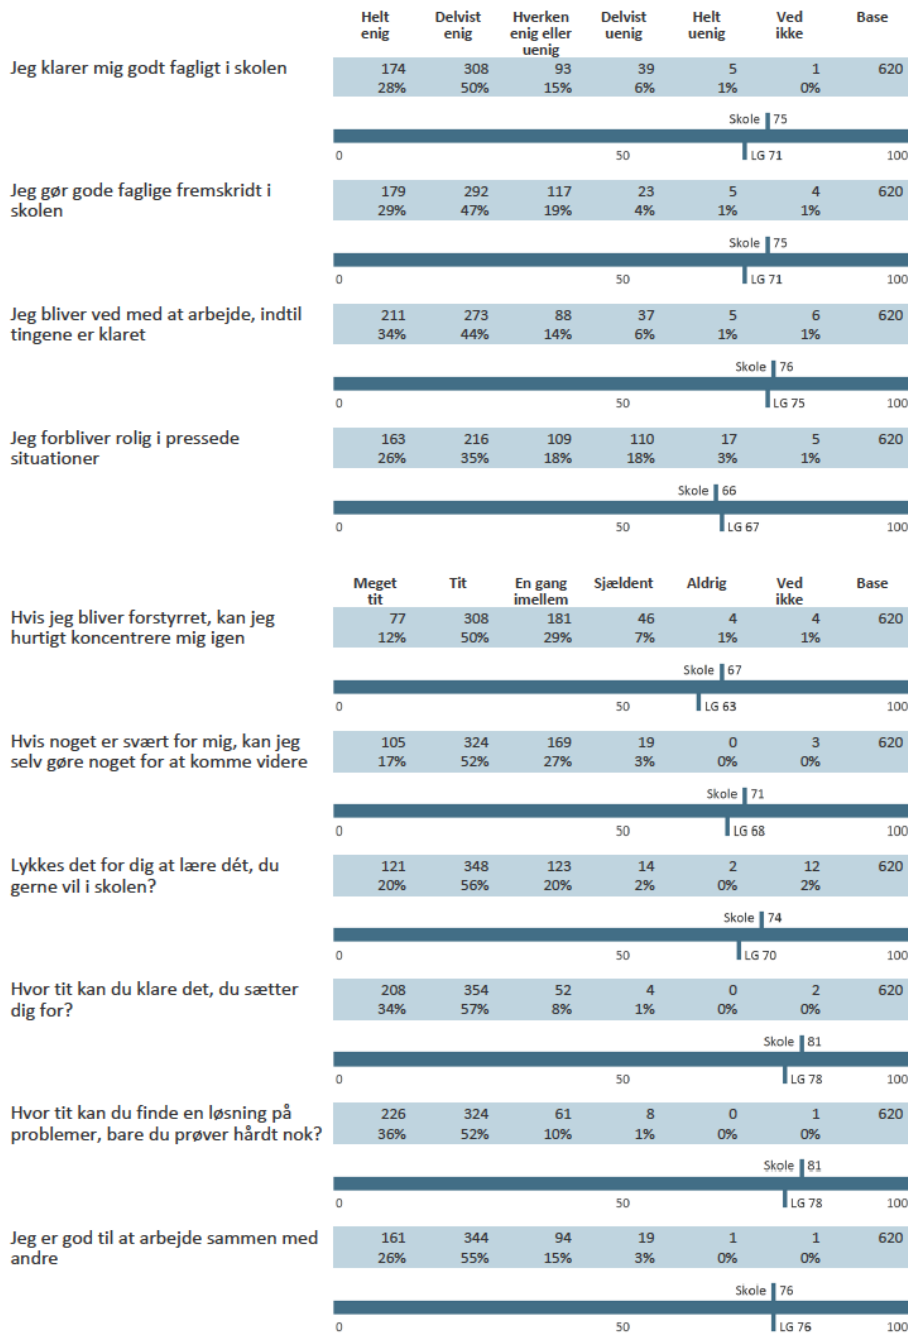 Helt enig Delvist enig Hverken enig eller uenig Delvist uenig Helt uenig Ved ikke Base
Jeg klarer mig godt fagligt i skolen 174 308 93 39 5 1 620
28% 50% 15% 6% 1% 0%
Skole 75
0 50 LG 71 100
Jeg gør gode faglige fremskridt i 179 292 117 23 5 4 620
skolen 29% 47% 19% 4% 1% 1%
Skole 75
0 50 LG 71 100
Jeg bliver ved med at arbejde, indtil 211 273 88 37 5 6 620
tingene er klaret 34% 44% 14% 6% 1% 1%
Skole 76
0 50 LG 75 100
Jeg forbliver rolig i pressede 163 216 109 110 17 5 620
situationer 26% 35% 18% 18% 3% 1%
Skole 66
0 50 LG 67 100
Meget tit Tit En gang imellem Sjældent Aldrig Ved ikke Base
Hvis jeg bliver forstyrret, kan jeg 77 308 181 46 4 4 620
hurtigt koncentrere mig igen 12% 50% 29% 7% 1% 1%
Skole 67
0 50 LG 63 100
Hvis noget er svært for mig, kan jeg 105 324 169 19 0 3 620
selv gøre noget for at komme videre 17% 52% 27% 3% 0% 0%
Skole 71
0 50 LG 68 100
Lykkes det for dig at lære dét, du 121 348 123 14 2 12 620
gerne vil i skolen? 20% 56% 20% 2% 0% 2%
Skole 74
0 50 LG 70 100
Hvor tit kan du klare det, du sætter 208 354 52 4 0 2 620
dig for? 34% 57% 8% 1% 0% 0%
Skole 81
0 50 LG 78 100
Hvor tit kan du finde en løsning på 226 324 61 8 0 1 620
problemer, bare du prøver hårdt nok? 36% 52% 10% 1% 0% 0%
Skole 81
0 50 LG 78 100
Jeg er god til at arbejde sammen med 161 344 94 19 1 1 620
andre 26% 55% 15% 3% 0% 0%
Skole 76
0 50 LG 76 100